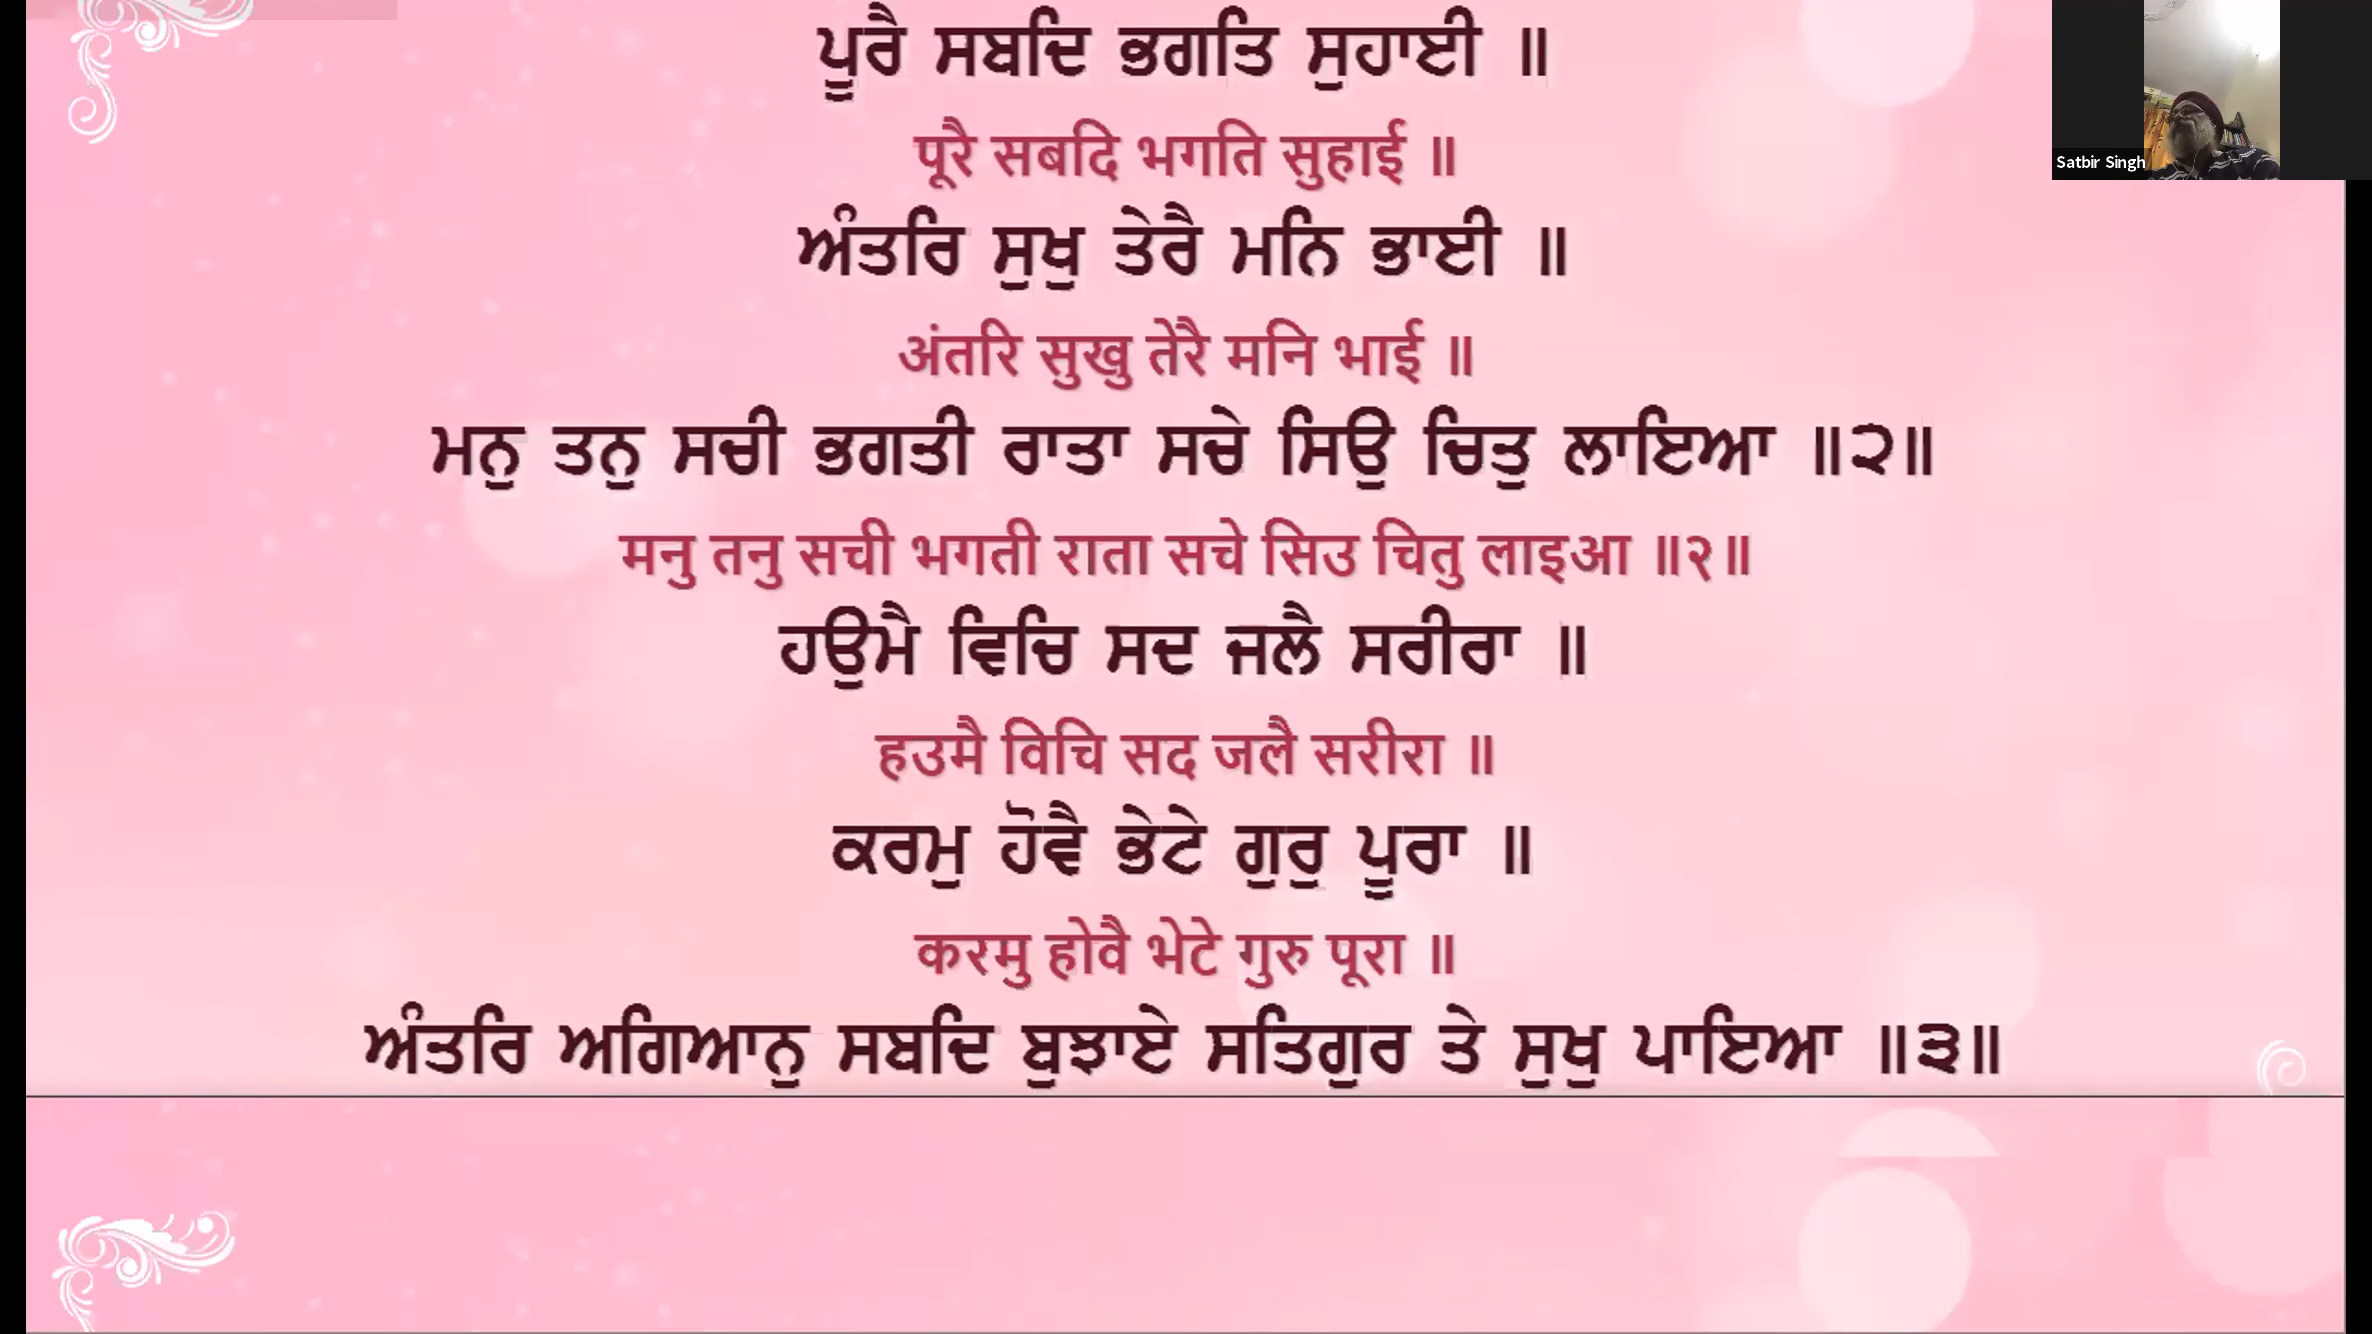 ਪੂਰੈ ਸਬਦਿ ਭਗਤਿ ਸੁਹਾਈ ॥
पूरै सबदि भगति सुहाई ॥
Satbir Singh
ਅੰਤਰਿ ਸੁਖੁ ਤੇਰੈ ਮਨਿ ਭਾਈ ॥
अंतरि सुखु तेरै मनि भाई ॥
ਮਨੁ ਤਨੁ ਸਚੀ ਭਗਤੀ ਰਾਤਾ ਸਚੇ ਸਿਉ ਚਿਤੁ ਲਾਇਆ ॥੨॥
मनु तनु सची भगती राता सचे सिउ चितु लाइआ ॥२॥
ਹਉਮੈ ਵਿਚਿ ਸਦ ਜਲੈ ਸਰੀਰਾ ॥
हउमै विचि सद जलै सरीरा ॥
ਕਰਮੁ ਹੋਵੈ ਭੇਟੇ ਗੁਰੁ ਪੂਰਾ ॥
करमु होवै भेटे गुरु पूरा ॥
ਅੰਤਰਿ ਅਗਿਆਨੁ ਸਬਦਿ ਬੁਝਾਏ ਸਤਿਗੁਰ ਤੇ ਸੁਖੁ ਪਾਇਆ ॥੩॥